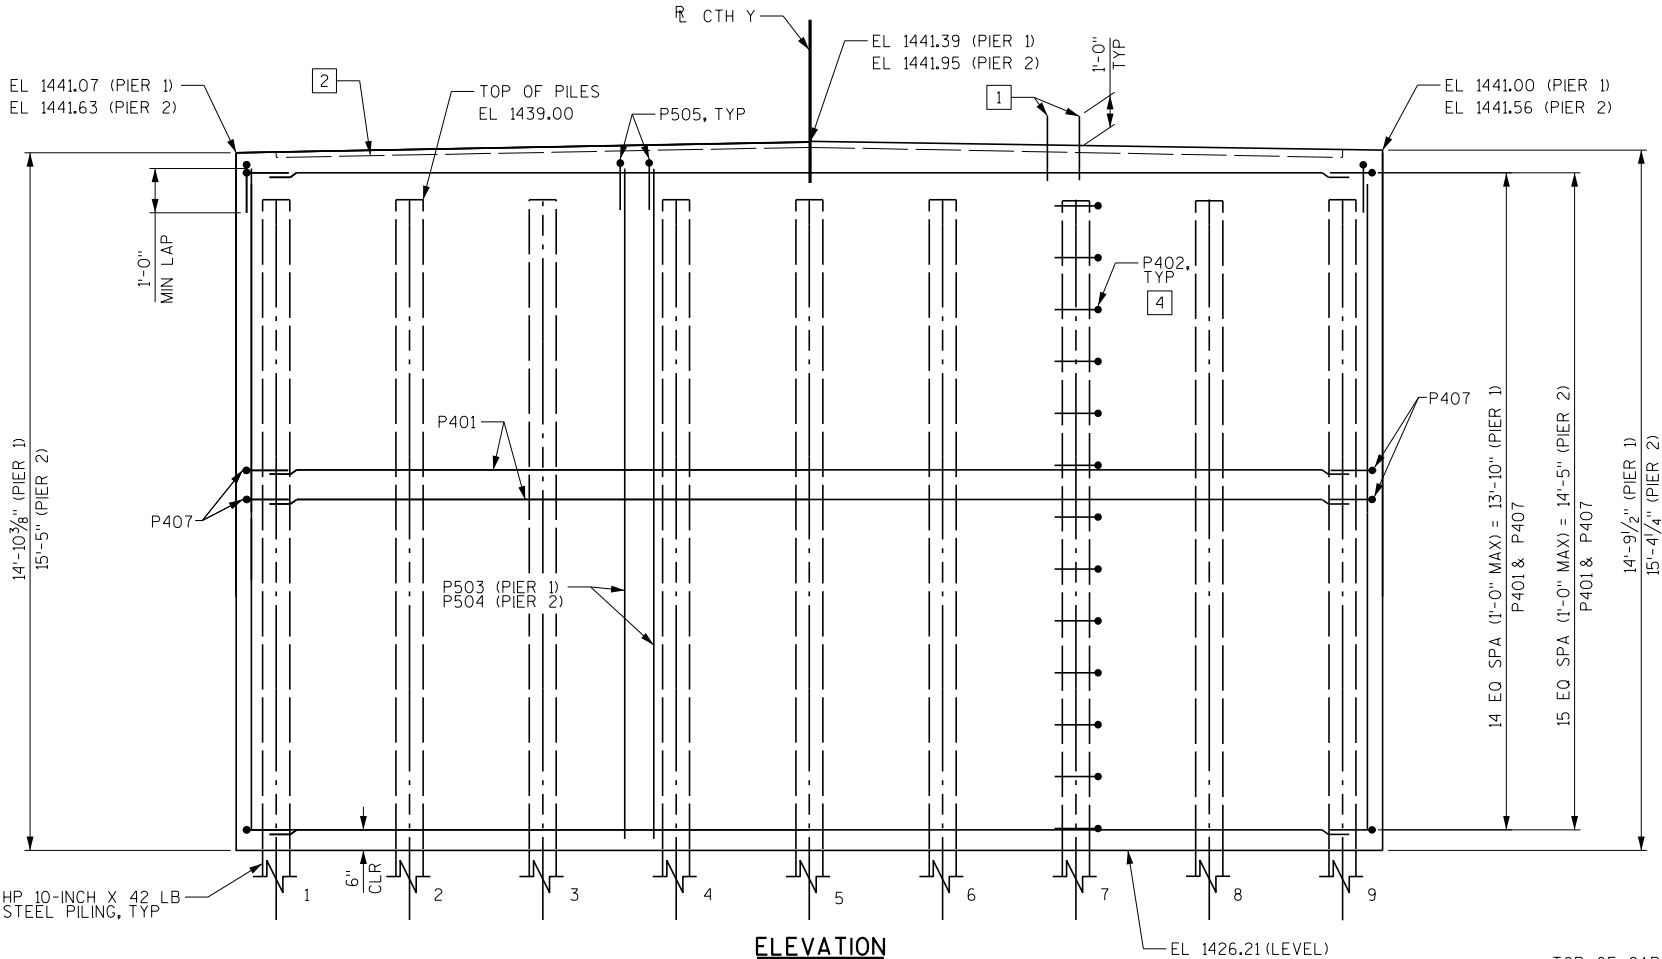 ℞ CTH Y
EL 1441.39 (PIER 1)
EL 1441.95 (PIER 2)
1'-0"
TYP
EL 1441.07 (PIER 1)
EL 1441.63 (PIER 2)
2
TOP OF PILES
EL 1439.00
P505, TYP
1
EL 1441.00 (PIER 1)
EL 1441.56 (PIER 2)
1'-0"
MIN LAP
P402,
TYP
4
P401
P407
P407
14'-10⅜" (PIER 1)
15'-5" (PIER 2)
P503 (PIER 1)
P504 (PIER 2)
14 EQ SPA (1'-0" MAX) = 13'-10" (PIER 1)
P401 & P407
15 EQ SPA (1'-0" MAX) = 14'-5" (PIER 2)
P401 & P407
14'-9½" (PIER 1)
15'-4¼" (PIER 2)
6"
CLR
HP 10-INCH X 42 LB
STEEL PILING, TYP
1 2 3 4 5 6 7 8 9
ELEVATION
EL 1426.21 (LEVEL)